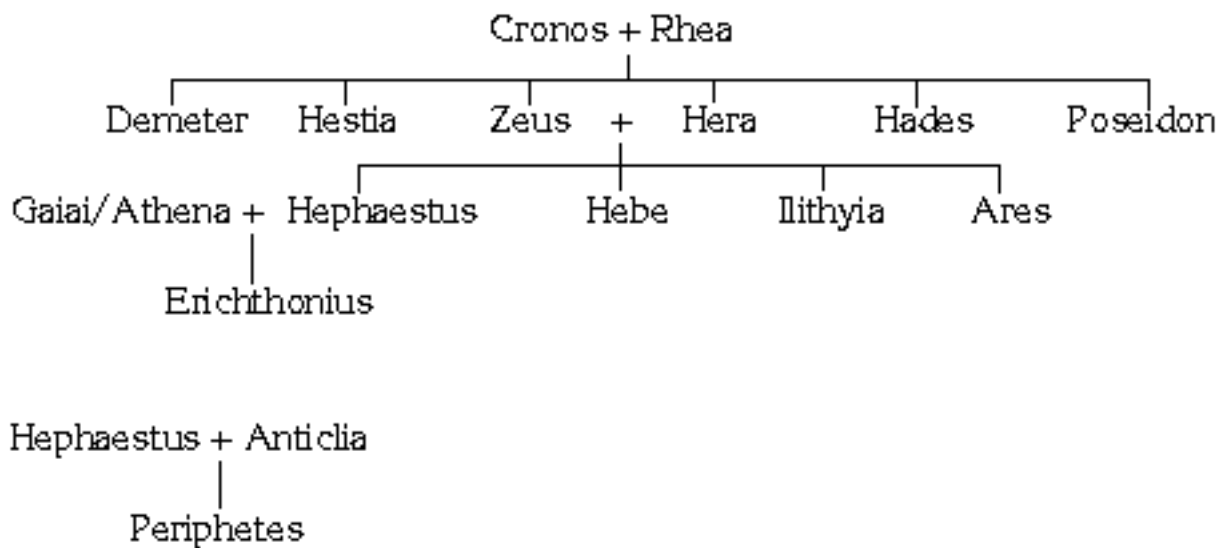 Cronos + Rhea
Demeter Hestia Zeus + Hera Hades Poseidon
Gaiai/Athena + Hephaestus Hebe Ilithyia Ares
Erichthonius
Hephaestus + Anticlia
Periphetes